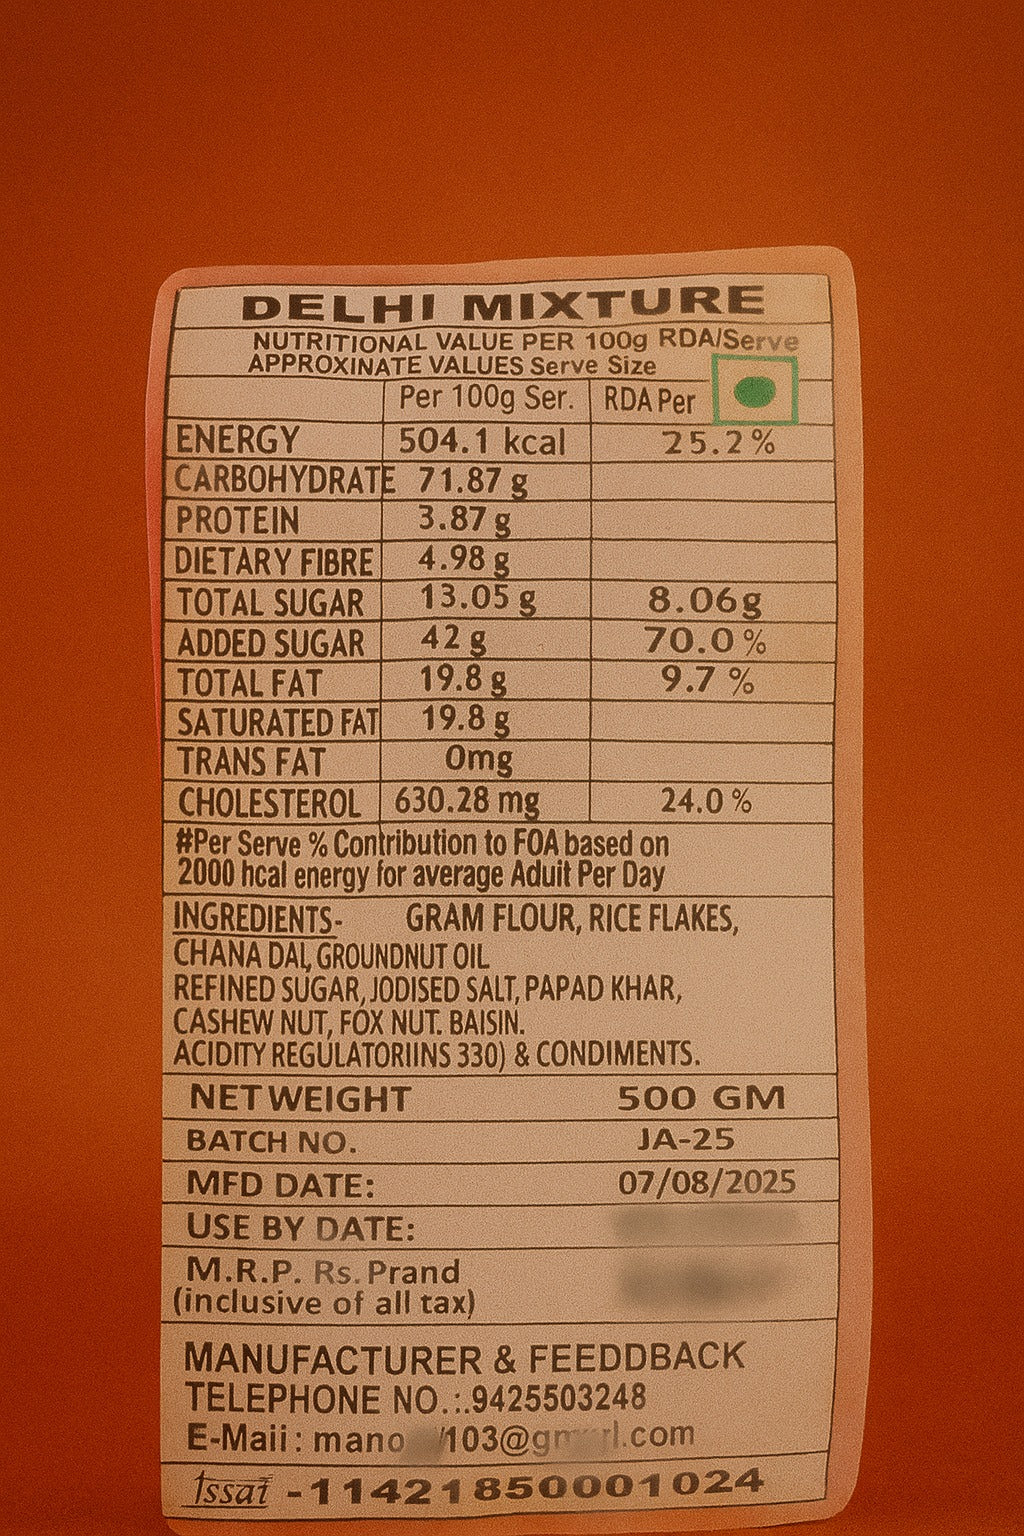 DELHI MIXTURE
NUTRITIONAL VALUE PER 100g RDA/Serve
APPROXINATE VALUES Serve Size
Per 100g Ser. RDA Per
ENERGY 504.1 kcal 25.2%
CARBOHYDRATE 71.87 g
PROTEIN 3.87 g
DIETARY FIBRE 4.98 g
TOTAL SUGAR 13.05 g 8.06g
ADDED SUGAR 42 g 70.0 %
TOTAL FAT 19.8 g 9.7 %
SATURATED FAT 19.8 g
TRANS FAT 0mg
CHOLESTEROL 630.28 mg 24.0 %
#Per Serve % Contribution to FOA based on
2000 hcal energy for average Aduit Per Day
INGREDIENTS- GRAM FLOUR, RICE FLAKES,
CHANA DAL, GROUNDNUT OIL
REFINED SUGAR, JODISED SALT, PAPAD KHAR,
CASHEW NUT, FOX NUT. BAISIN.
ACIDITY REGULATORIINS 330) & CONDIMENTS.
NET WEIGHT 500 GM
BATCH NO. JA-25
MFD DATE: 07/08/2025
USE BY DATE:
M.R.P. Rs. Prand
(inclusive of all tax)
MANUFACTURER & FEEDDBACK
TELEPHONE NO.:.9425503248
E-Maii:
fssai -11421850001024